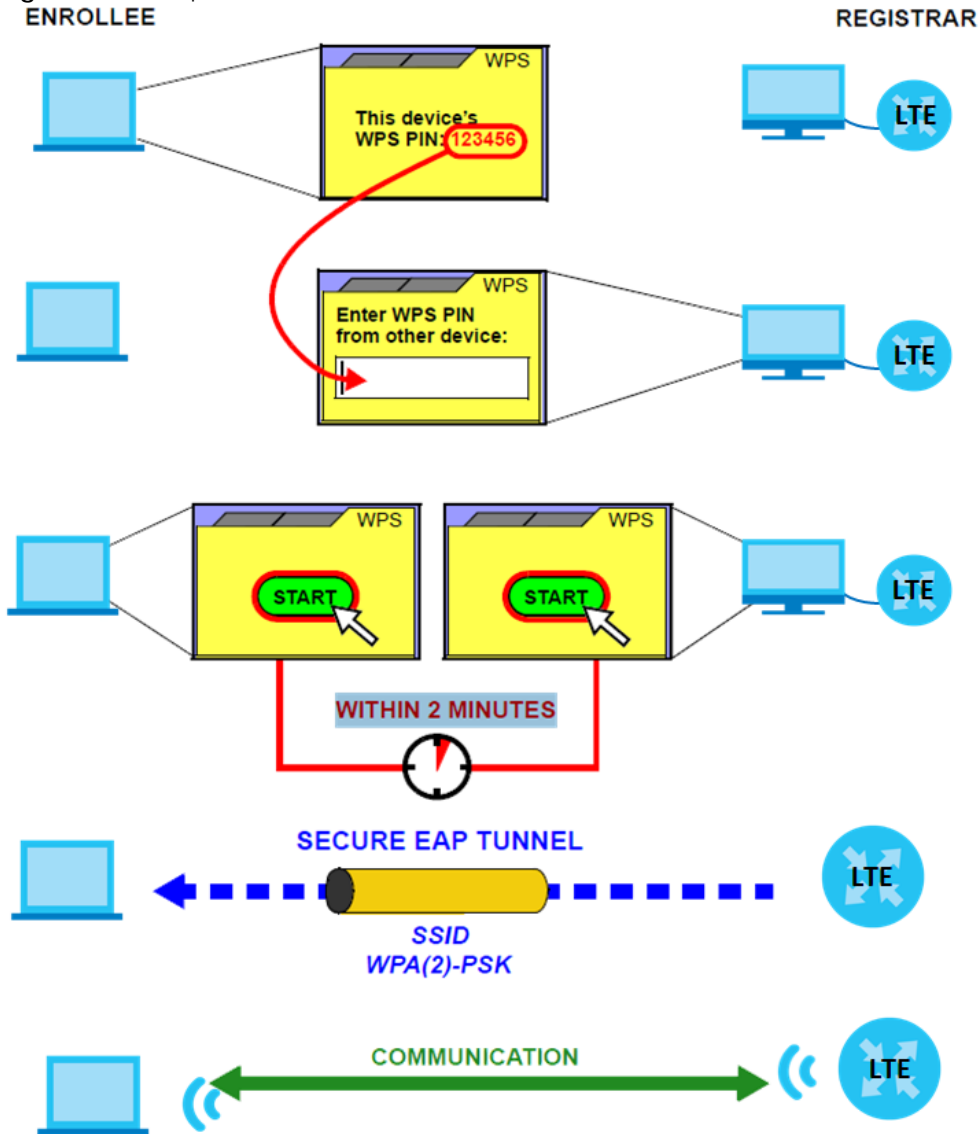 ENROLLEE
REGISTRAR
WPS
This device's
WPS PIN: 123456
LTE
WPS
Enter WPS PIN
from other device:
LTE
WPS
START
WPS
START
LTE
WITHIN 2 MINUTES
SECURE EAP TUNNEL
LTE
SSID
WPA(2)-PSK
COMMUNICATION
LTE